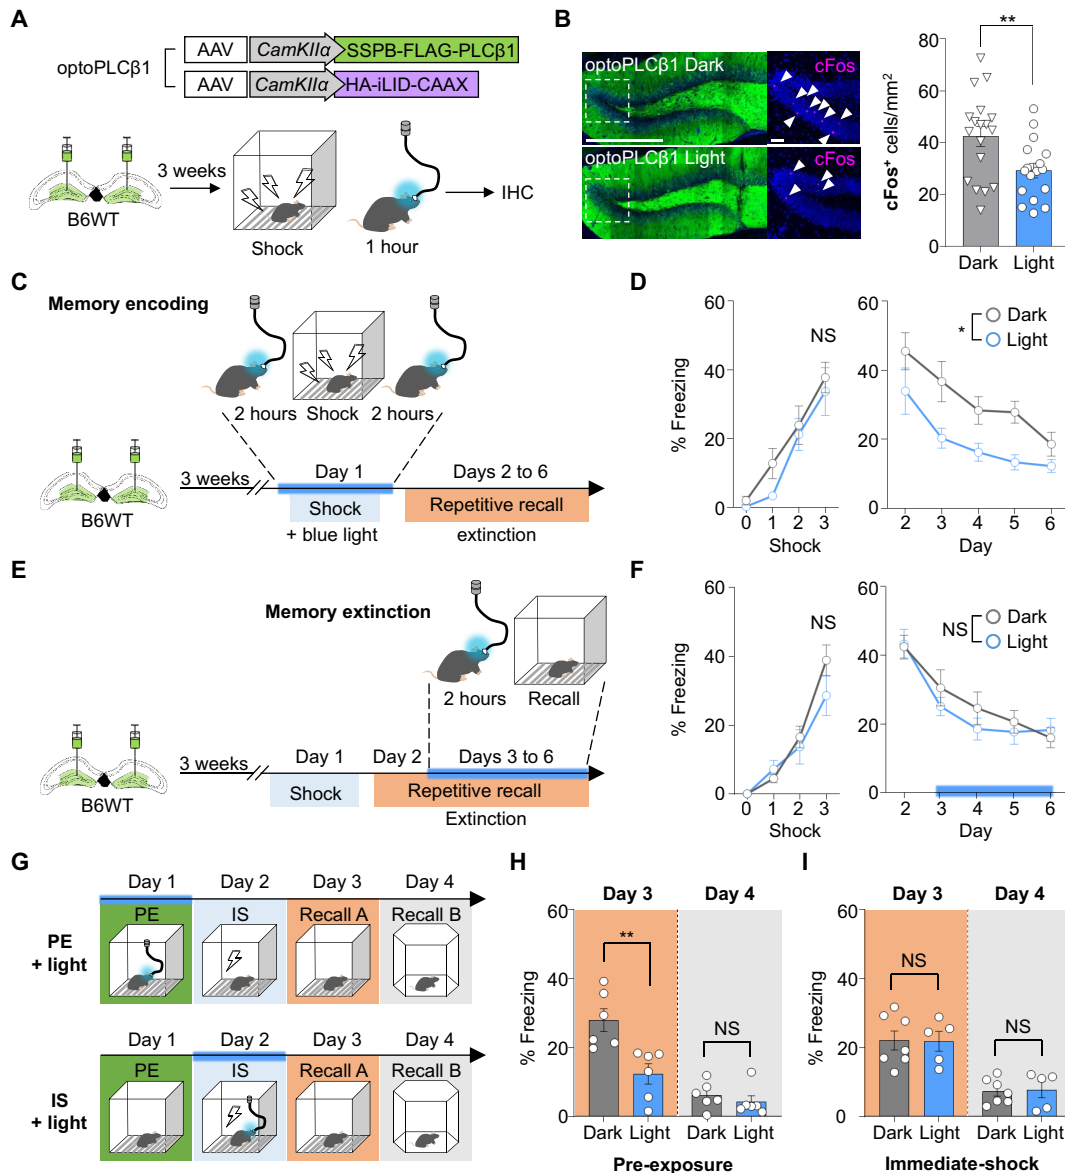 A
optoPLCβ1
AAV CamKIIα SSPB-FLAG-PLCβ1
AAV CamKIIα HA-iLID-CAAX
B6WT
3 weeks
Shock
1 hour
IHC
B
optoPLCβ1 Dark
cFos
optoPLCβ1 Light
cFos
**
cFos⁺ cells/mm²
80
60
40
20
0
Dark Light
C
Memory encoding
2 hours Shock 2 hours
B6WT
3 weeks
Day 1 Days 2 to 6
Shock Repetitive recall
+ blue light extinction
D
% Freezing
60
40
20
0
NS
0 1 2 3
Shock
60
40
20
0
*
Dark
Light
2 3 4 5 6
Day
E
Memory extinction
2 hours Recall
B6WT
3 weeks
Day 1 Day 2 Days 3 to 6
Shock Repetitive recall
Extinction
F
% Freezing
60
40
20
0
NS
0 1 2 3
Shock
60
40
20
0
NS
Dark
Light
2 3 4 5 6
Day
G
Day 1 Day 2 Day 3 Day 4
PE IS Recall A Recall B
PE
+ light
Day 1 Day 2 Day 3 Day 4
PE IS Recall A Recall B
IS
+ light
H
Day 3 Day 4
% Freezing
60
40
20
0
**
NS
Dark Light Dark Light
Pre-exposure
I
Day 3 Day 4
% Freezing
60
40
20
0
NS
NS
Dark Light Dark Light
Immediate-shock